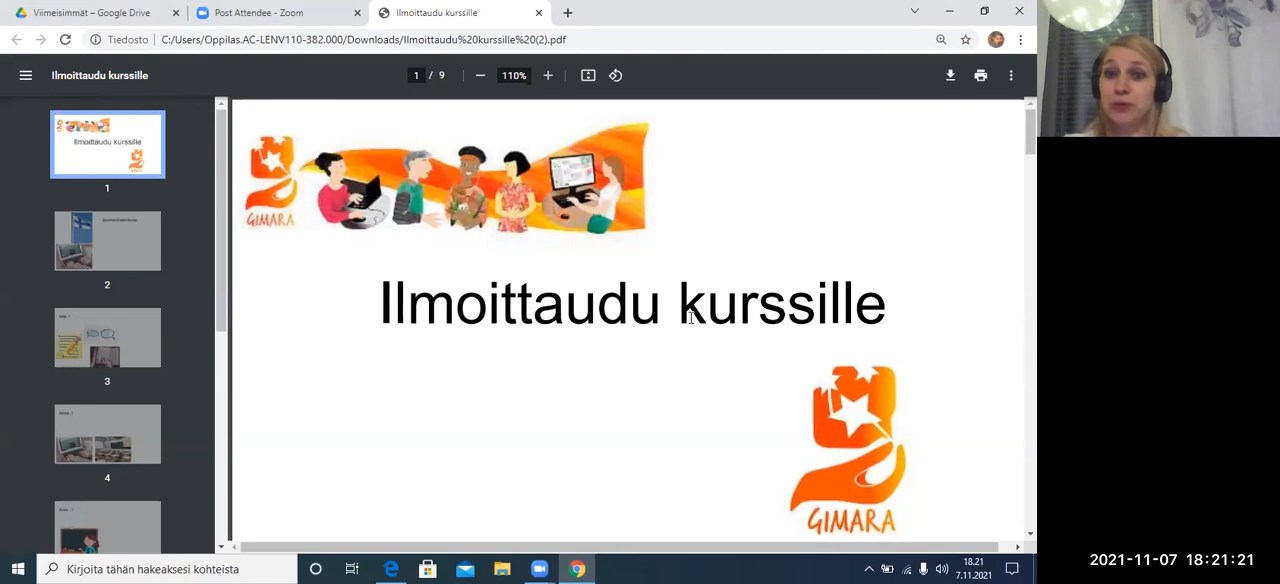 Viimeisimmät – Google Drive
Post Attendee - Zoom
Ilmoittaudu kurssille
Tiedosto
C:/Users/Oppilas.AC-LENV110-382.000/Downloads/Ilmoittaudu%20kurssille%20(2).pdf
Ilmoittaudu kurssille
1 / 9
110%
Ilmoittaudu kurssille
GIMARA
1
2
3
4
GIMARA
Ilmoittaudu kurssille
GIMARA
Kirjoita tähän hakeaksesi kohteista
18.21
7.11.2021
2021-11-07 18:21:21